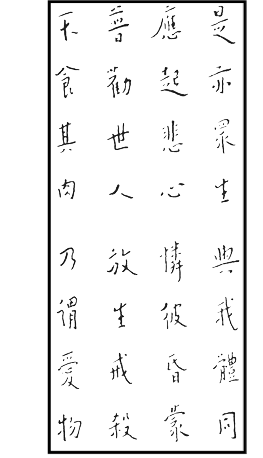 是亦眾生與我體同
應起悲心憐彼昏蒙
普勸世人放生戒殺
不食其肉乃謂愛物